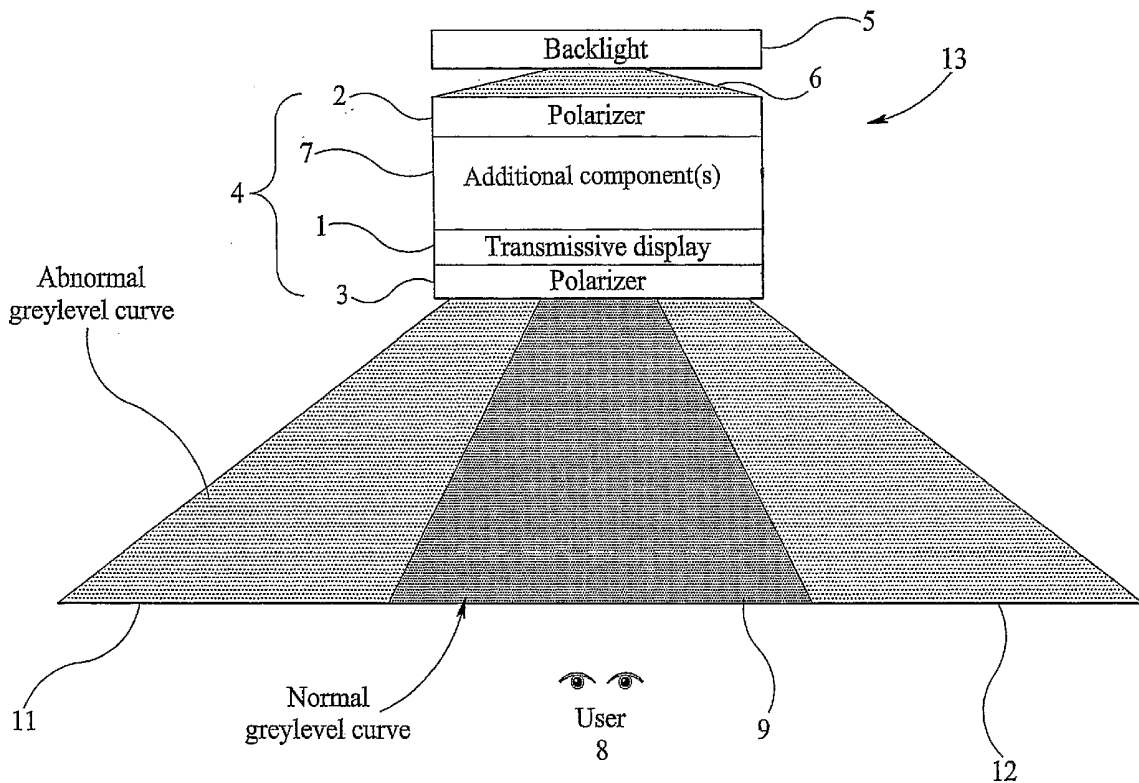 Backlight
5
13
6
2
Polarizer
7
Additional component(s)
4
1
Transmissive display
3
Polarizer
Abnormal
greylevel curve
11
Normal
greylevel curve
User
8
9
12